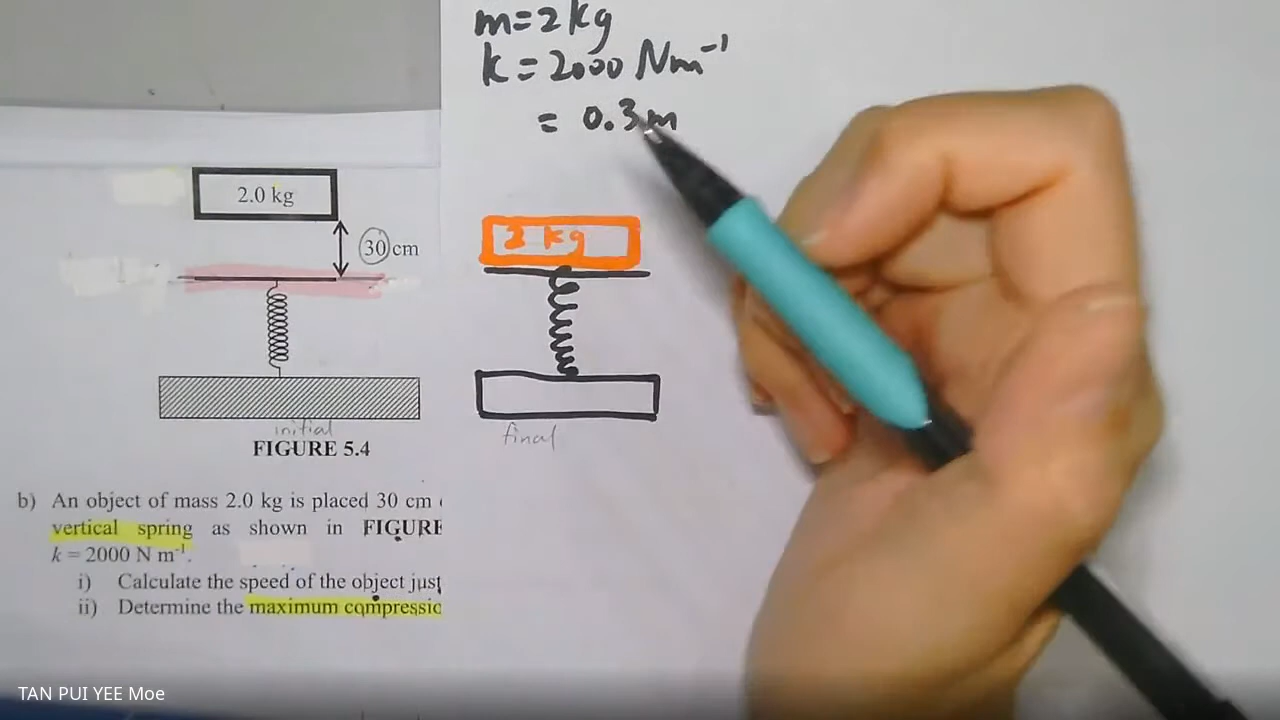 m=2kg
k=2000 Nm⁻¹
= 0.3m
2.0 kg
30 cm
2 kg
initial
final
FIGURE 5.4
b) An object of mass 2.0 kg is placed 30 cm
vertical spring as shown in FIGURE
k = 2000 N m⁻¹.
i) Calculate the speed of the object just
ii) Determine the maximum compressio
TAN PUI YEE Moe